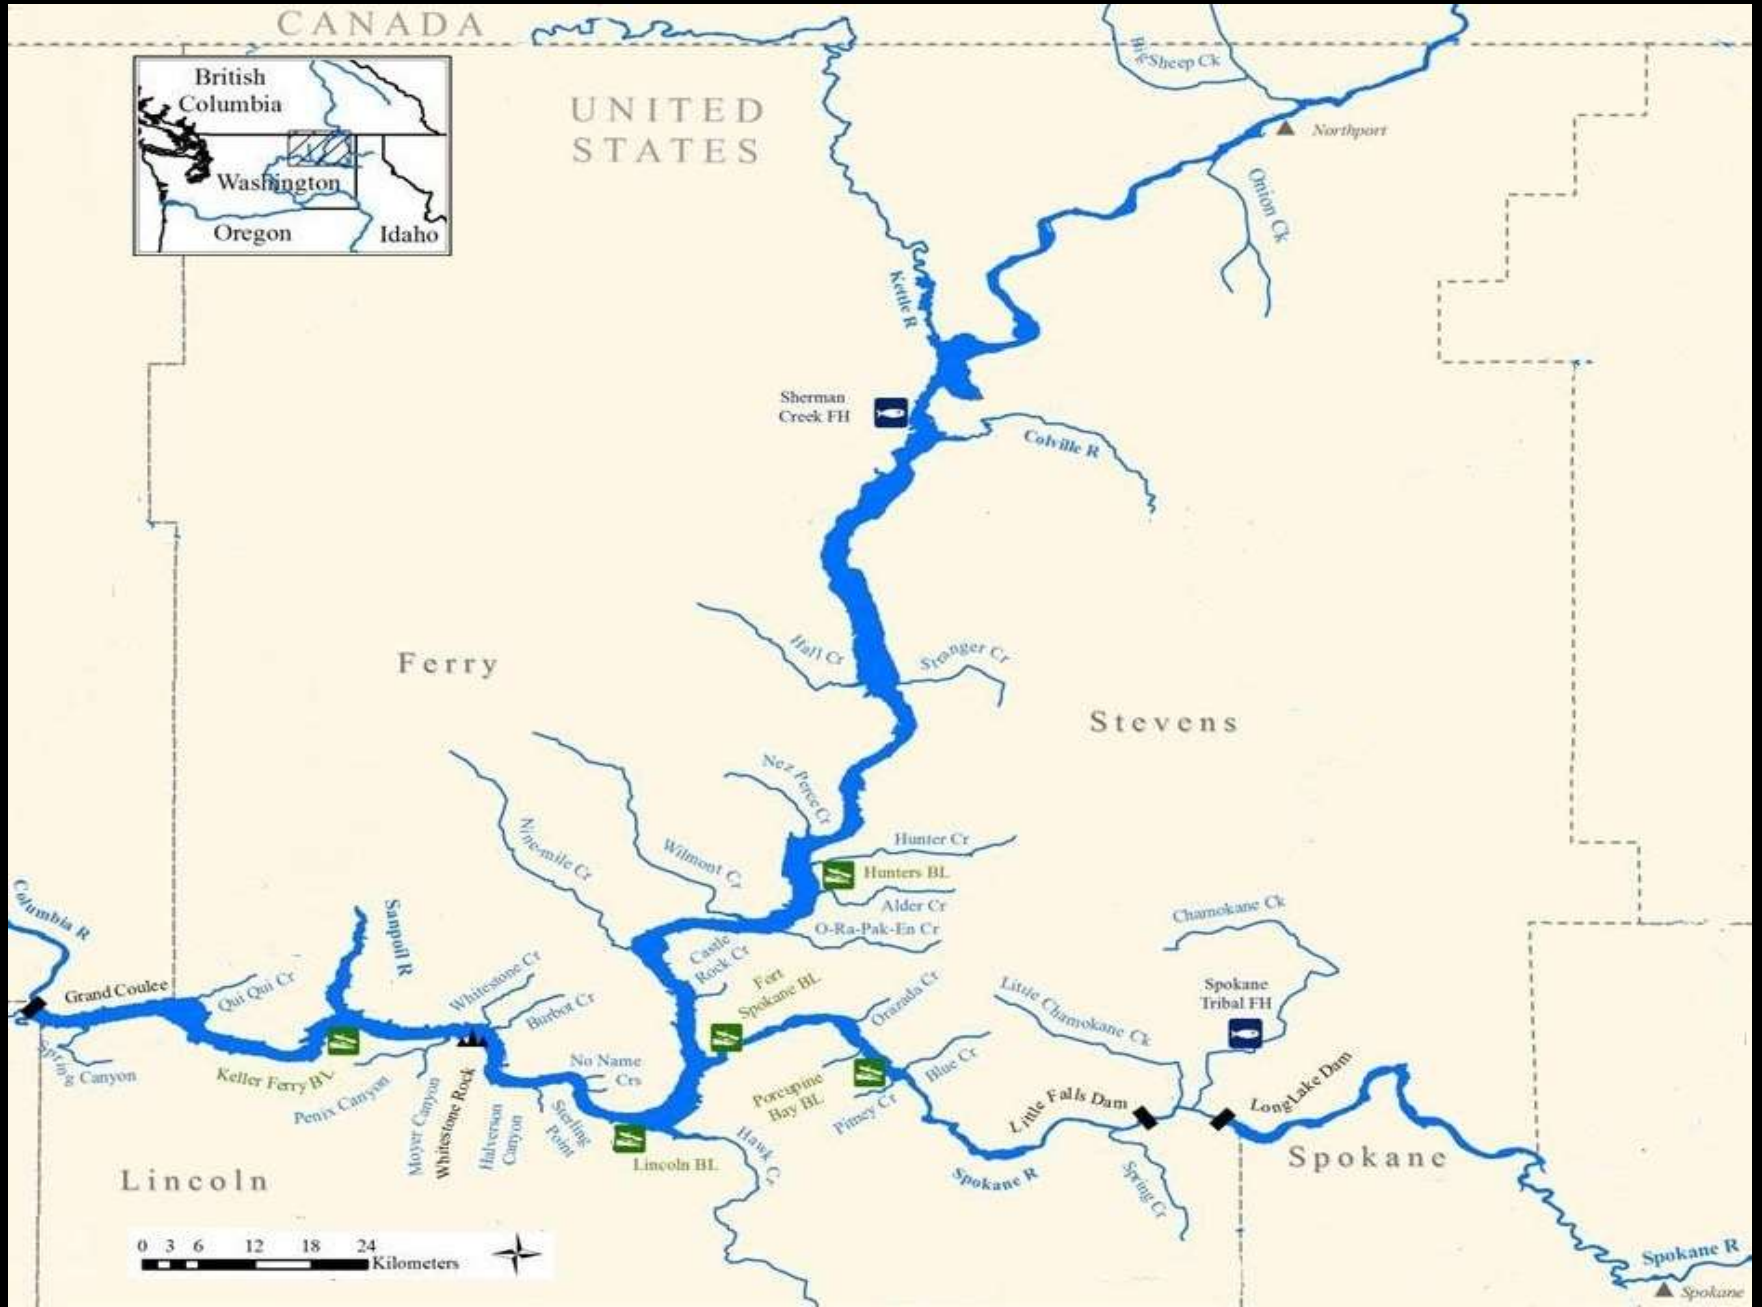 CANADA
Big Sheep Ck
British
Columbia
Washington
Oregon
Idaho
UNITED
STATES
Northport
Onion Ck
Kettle R
Sherman
Creek FH
Colville R
Hall Cr
Stranger Cr
Ferry
Stevens
Nez Perce Cr
Nine-mile Cr
Wilmont Cr
Hunter Cr
Hunters BL
Alder Cr
O-Ra-Pak-En Cr
Columbia R
Sanpoil R
Chamokane Ck
Castle
Rock Cr
Fort
Spokane BL
Grand Coulee
Qui Qui Cr
Whitestone Cr
Burbot Cr
Orazada Cr
Little Chamokane Ck
Spokane
Tribal FH
Spring Canyon
Keller Ferry BL
Penix Canyon
Moyer Canyon
Whitestone Rock
Halverson
Canyon
No Name
Crs
Sterling
Point
Lincoln BL
Hawk Cr
Porcupine
Bay BL
Pitney Cr
Blue Cr
Little Falls Dam
Long Lake Dam
Spokane R
Spring Cr
Lincoln
Spokane
0 3 6 12 18 24
Kilometers
Spokane R
Spokane